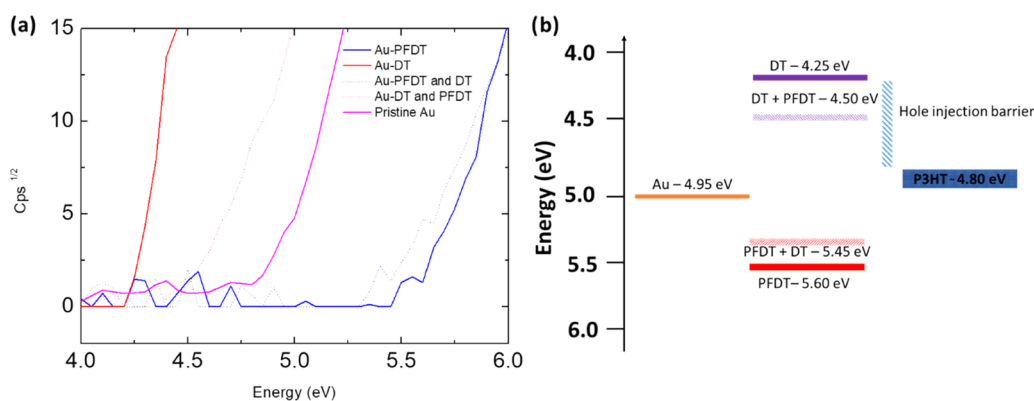 (a)
15
10
5
0
Cps 1/2
4.0 4.5 5.0 5.5 6.0
Energy (eV)
Au-PFDT
Au-DT
Au-PFDT and DT
Au-DT and PFDT
Pristine Au
(b)
4.0
4.5
5.0
5.5
6.0
Energy (eV)
DT – 4.25 eV
DT + PFDT – 4.50 eV
Hole injection barrier
P3HT – 4.80 eV
Au – 4.95 eV
PFDT + DT – 5.45 eV
PFDT– 5.60 eV